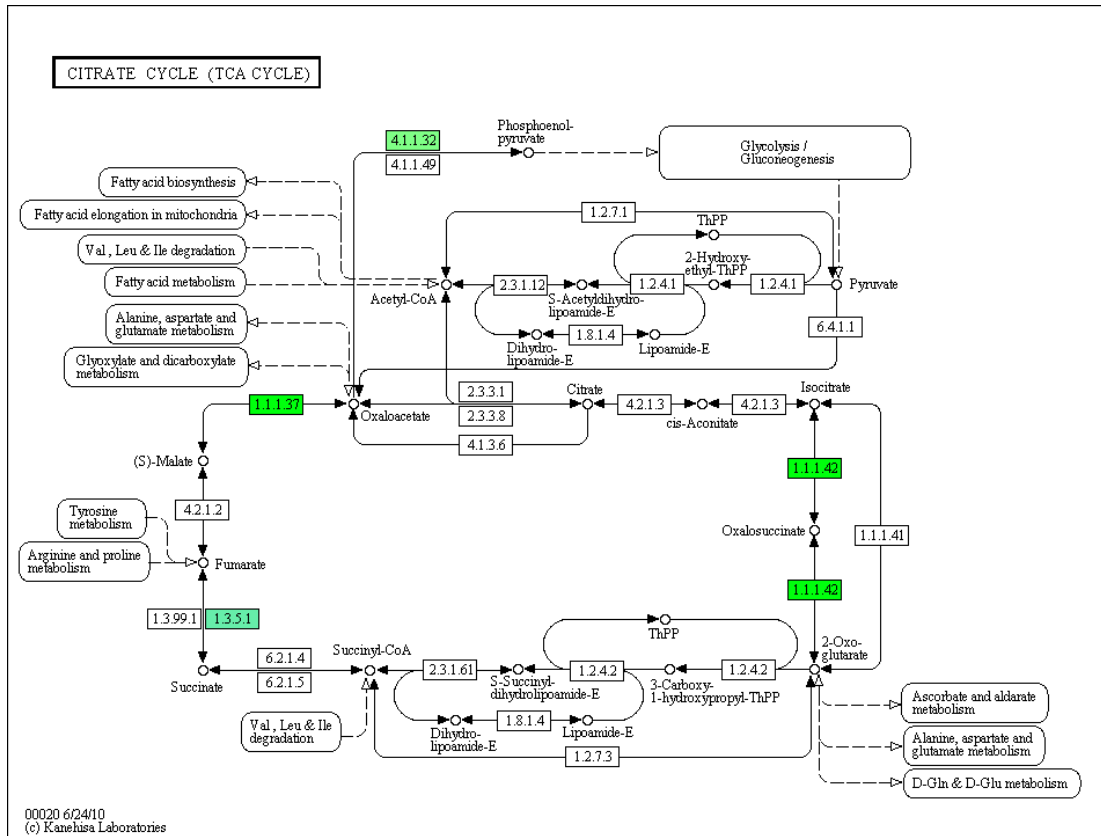 CITRATE CYCLE (TCA CYCLE)
Phosphoenol-
pyruvate
4.1.1.32
4.1.1.49
Glycolysis /
Gluconeogenesis
Fatty acid biosynthesis
Fatty acid elongation in mitochondria
Val, Leu & Ile degradation
Fatty acid metabolism
Alanine, aspartate and
glutamate metabolism
Glyoxylate and dicarboxylate
metabolism
1.2.7.1
ThPP
2-Hydroxy-
ethyl-ThPP
Acetyl-CoA
2.3.1.12
S-Acetyldihydro-
lipoamide-E
1.2.4.1
1.2.4.1
Pyruvate
Dihydro-
lipoamide-E
1.8.1.4
Lipoamide-E
6.4.1.1
1.1.1.37
Oxaloacetate
2.3.3.1
2.3.3.8
4.1.3.6
Citrate
4.2.1.3
cis-Aconitate
4.2.1.3
Isocitrate
(S)-Malate
1.1.1.42
4.2.1.2
Tyrosine
metabolism
Oxalosuccinate
1.1.1.41
Arginine and proline
metabolism
Fumarate
1.1.1.42
1.3.99.1
1.3.5.1
ThPP
2-Oxo-
glutarate
Succinate
6.2.1.4
6.2.1.5
Succinyl-CoA
2.3.1.61
S-Succinyl-
dihydrolipoamide-E
1.2.4.2
3-Carboxy-
1-hydroxypropyl-ThPP
1.2.4.2
Val, Leu & Ile
degradation
Dihydro-
lipoamide-E
1.8.1.4
Lipoamide-E
1.2.7.3
Ascorbate and aldarate
metabolism
Alanine, aspartate and
glutamate metabolism
D-Gln & D-Glu metabolism
00020 6/24/10
(c) Kanehisa Laboratories